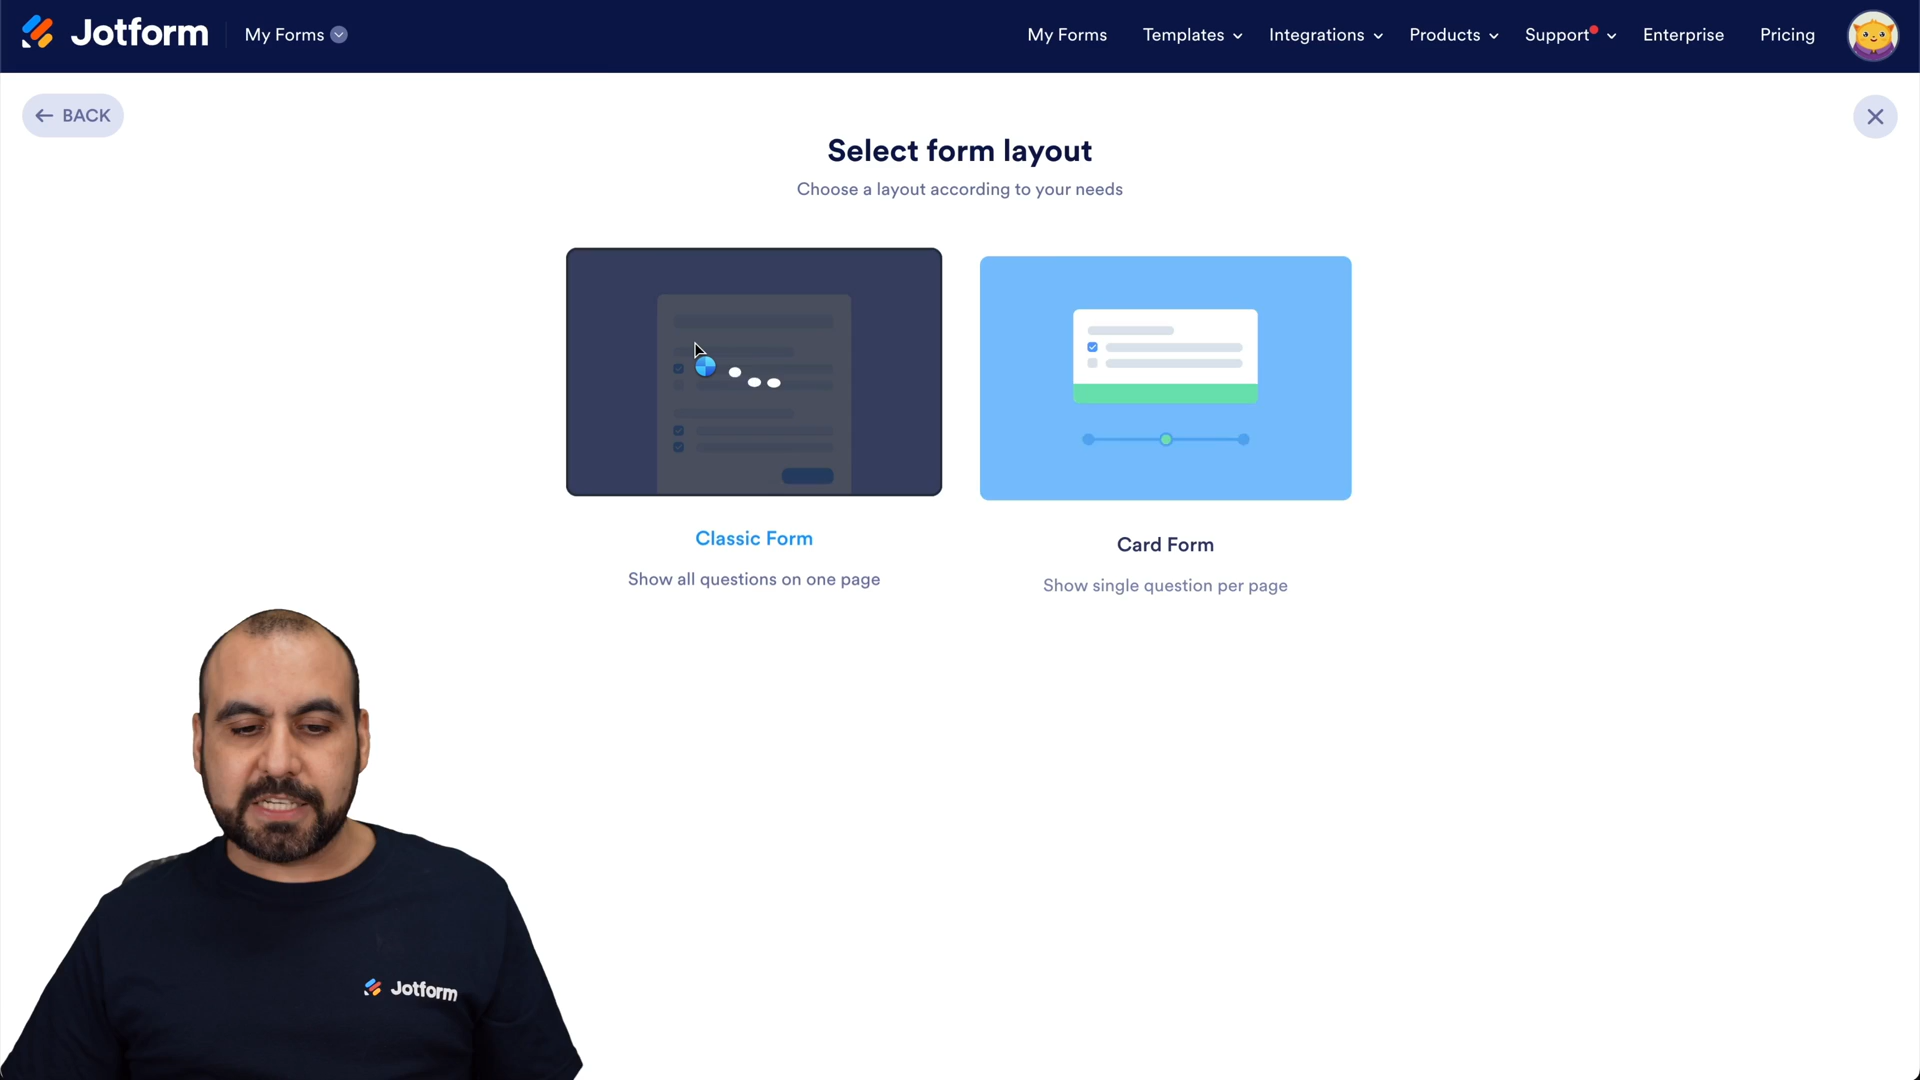 Jotform
My Forms
My Forms
Templates
Integrations
Products
Support
Enterprise
Pricing
BACK
Select form layout
Choose a layout according to your needs
Classic Form
Show all questions on one page
Card Form
Show single question per page
Jotform